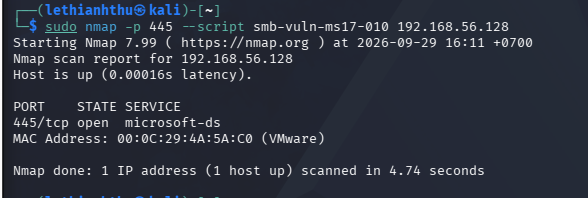 ┌──(lethianhthu㉿kali)-[~]
└─$ sudo nmap -p 445 --script smb-vuln-ms17-010 192.168.56.128
Starting Nmap 7.99 ( https://nmap.org ) at 2026-09-29 16:11 +0700
Nmap scan report for 192.168.56.128
Host is up (0.00016s latency).

PORT    STATE SERVICE
445/tcp open  microsoft-ds
MAC Address: 00:0C:29:4A:5A:C0 (VMware)

Nmap done: 1 IP address (1 host up) scanned in 4.74 seconds